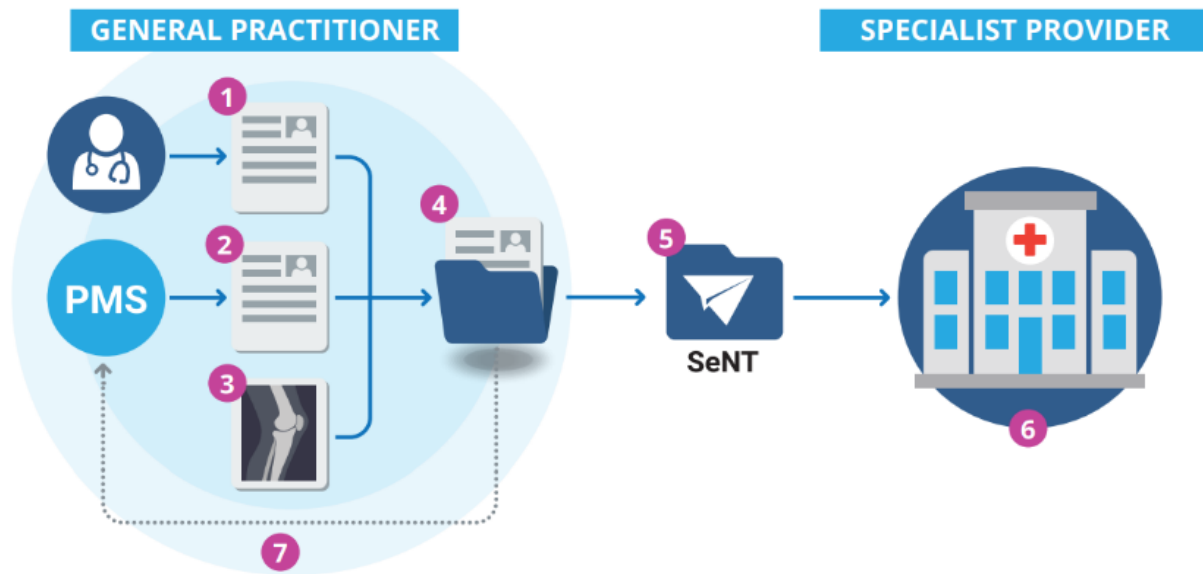 GENERAL PRACTITIONER
SPECIALIST PROVIDER
1
2
PMS
3
4
5
SeNT
6
7